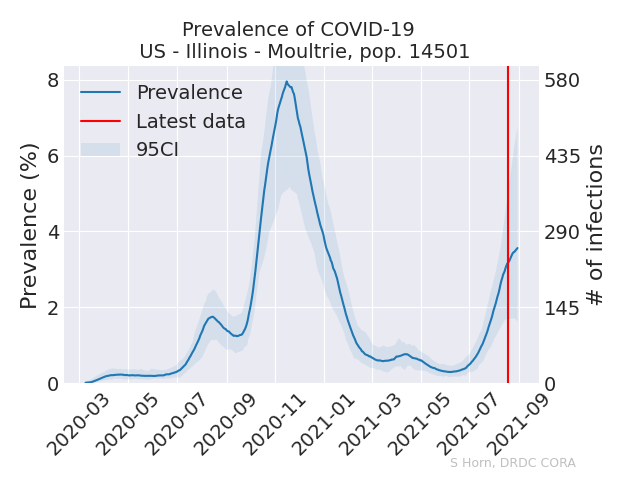 Prevalence of COVID-19
US - Illinois - Moultrie, pop. 14501
Prevalence
Latest data
95CI
Prevalence (%)
8
6
4
2
0
# of infections
580
435
290
145
0
2020-03
2020-05
2020-07
2020-09
2020-11
2021-01
2021-03
2021-05
2021-07
2021-09
S Horn, DRDC CORA